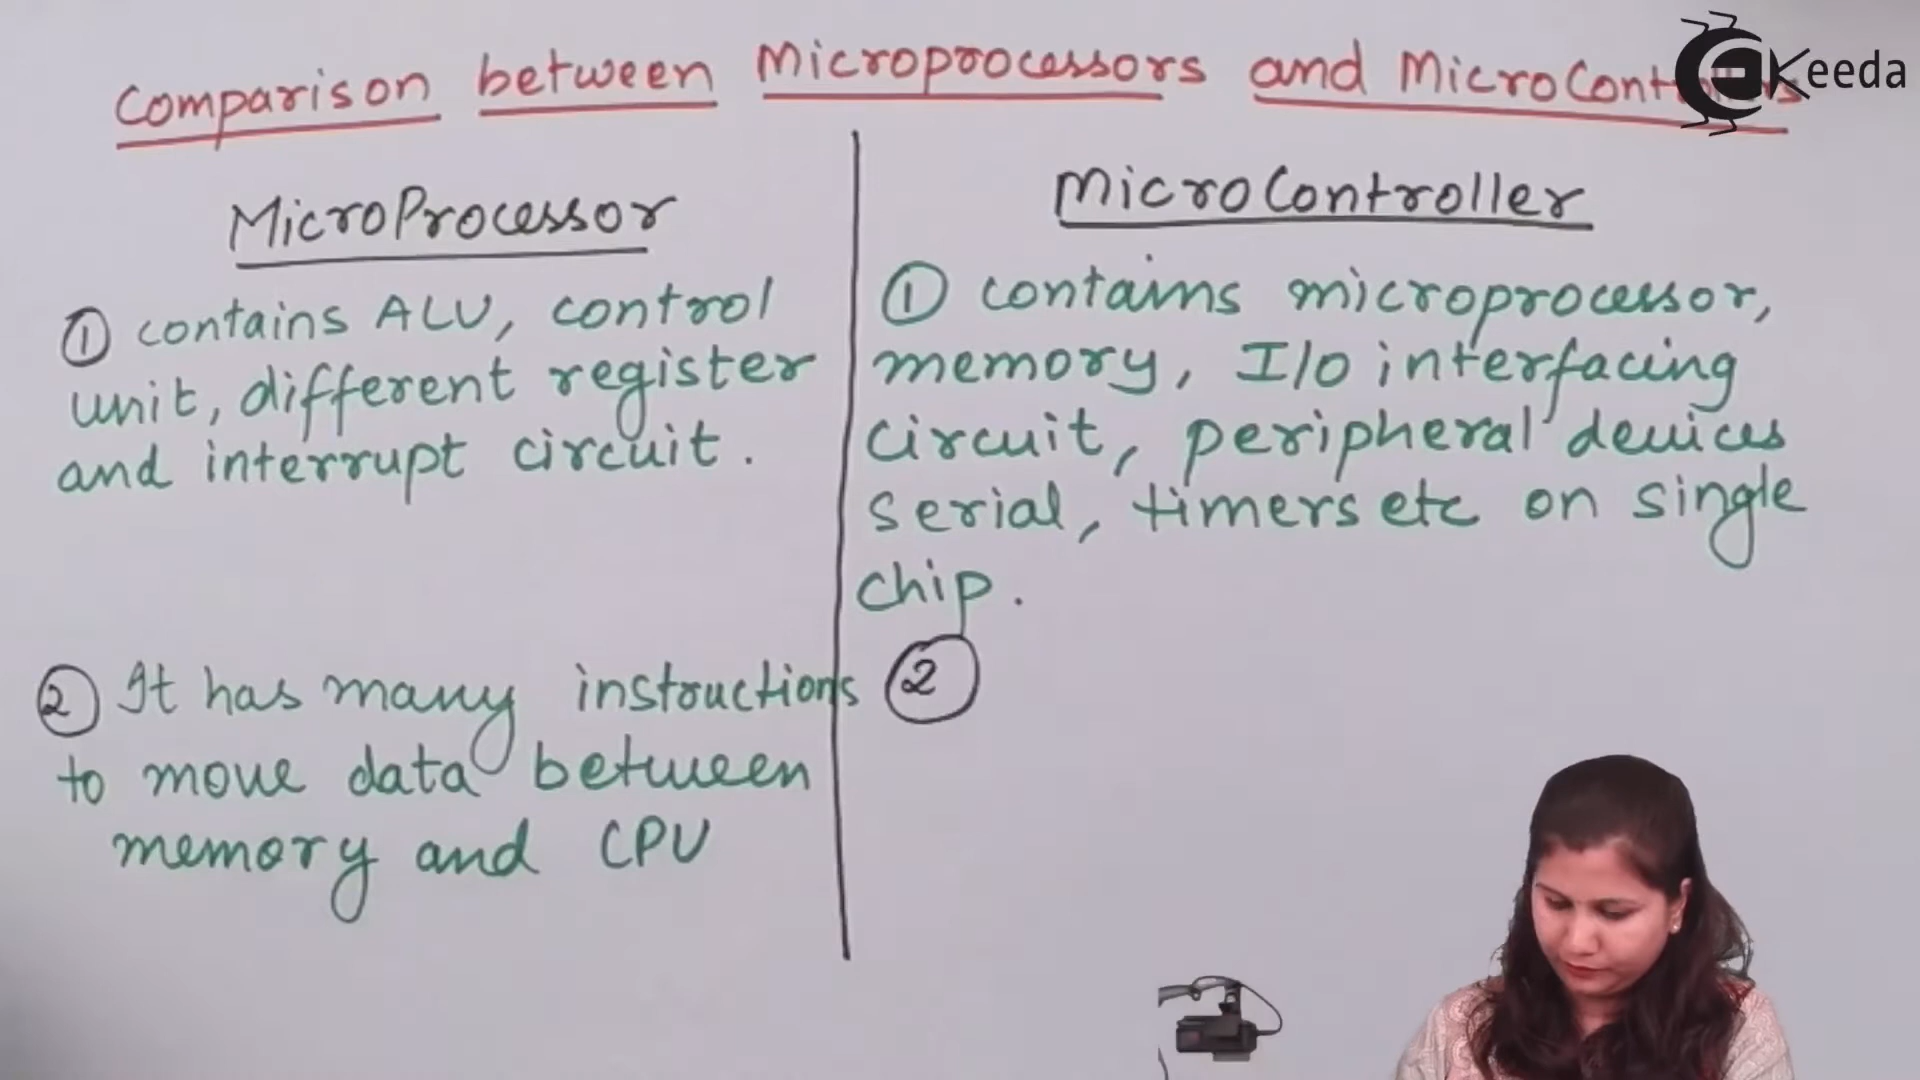 Comparison between Microprocessors and MicroControllers
EKeeda
MicroProcessor
① contains ALU, control
unit, different register
and interrupt circuit.
② It has many instructions
to move data between
memory and CPU
MicroController
① contains microprocessor,
memory, I/O interfacing
circuit, peripheral devices
serial, timers etc on single
chip.
②